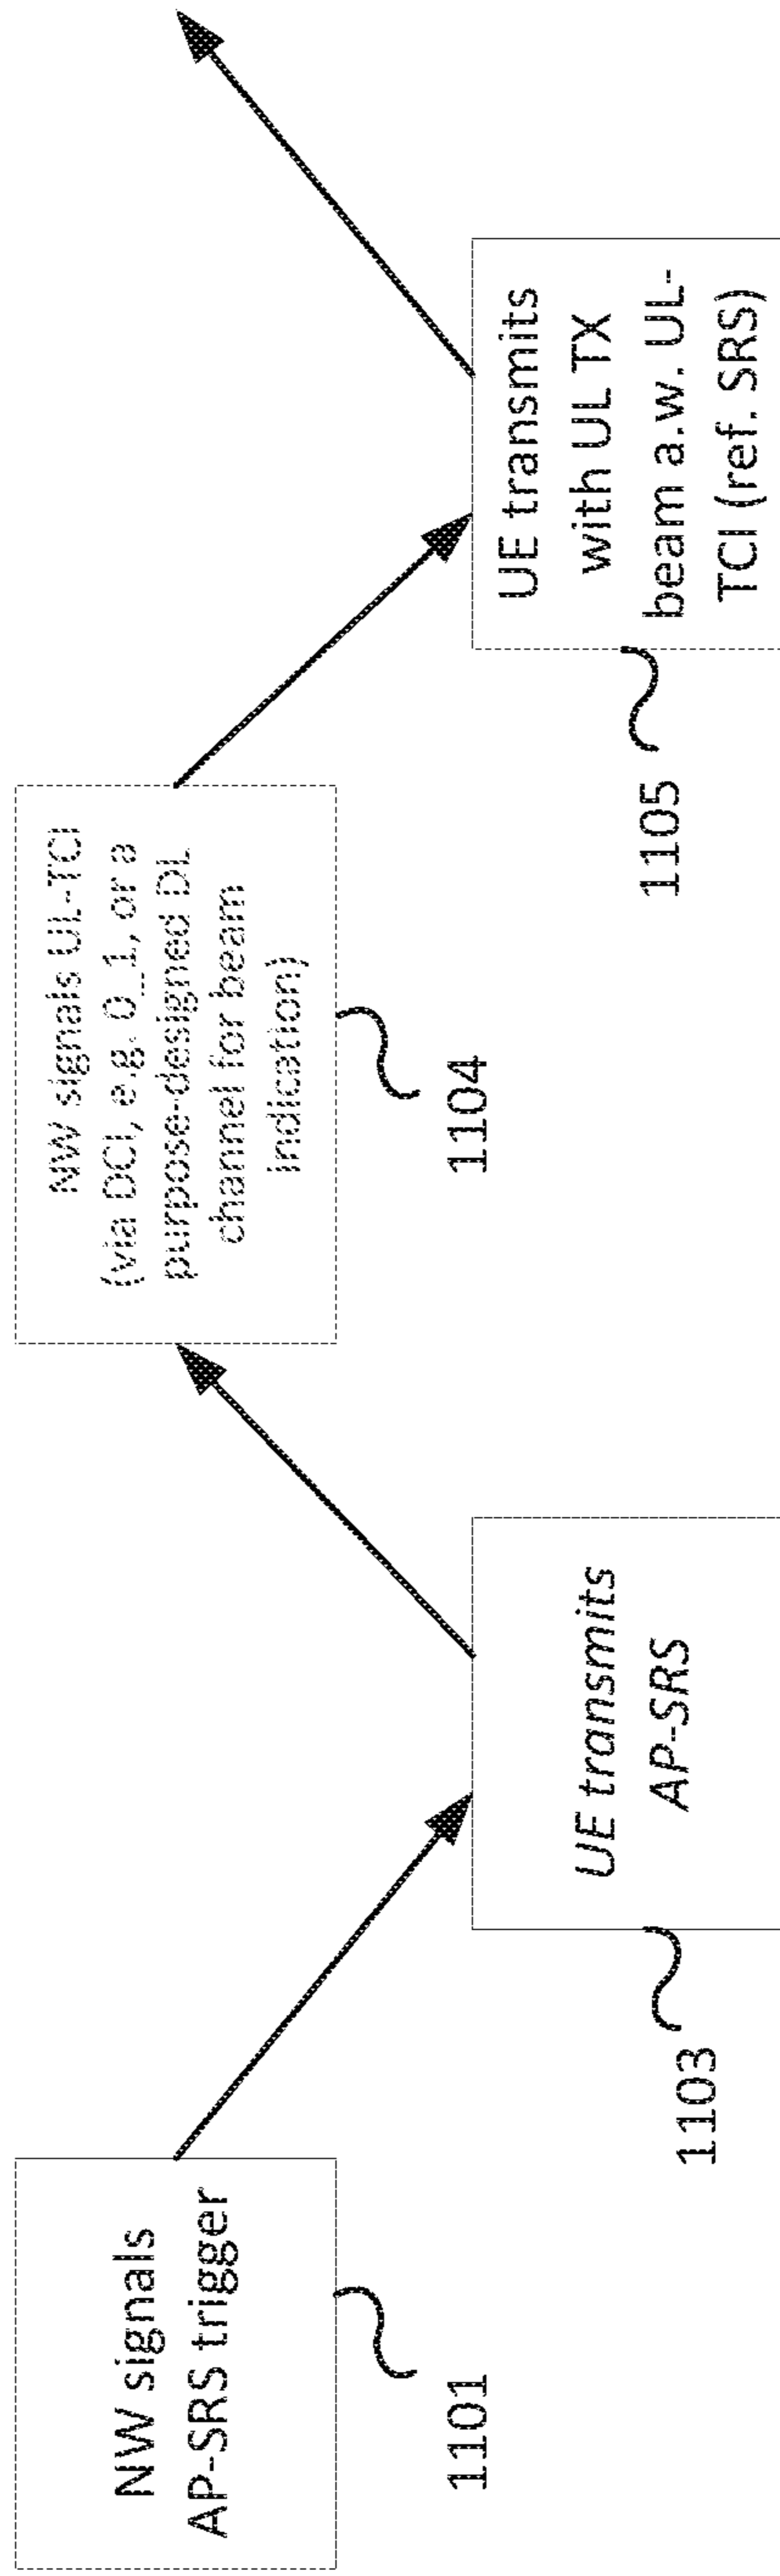 NW signals
AP-SRS trigger
1101
UE transmits
AP-SRS
1103
NW signals UL-TCI
(via DCI, e.g. 0_1, or a
purpose-designed DL
channel for beam
indication)
1104
UE transmits
with UL TX
beam a.w. UL-
TCI (ref. SRS)
1105